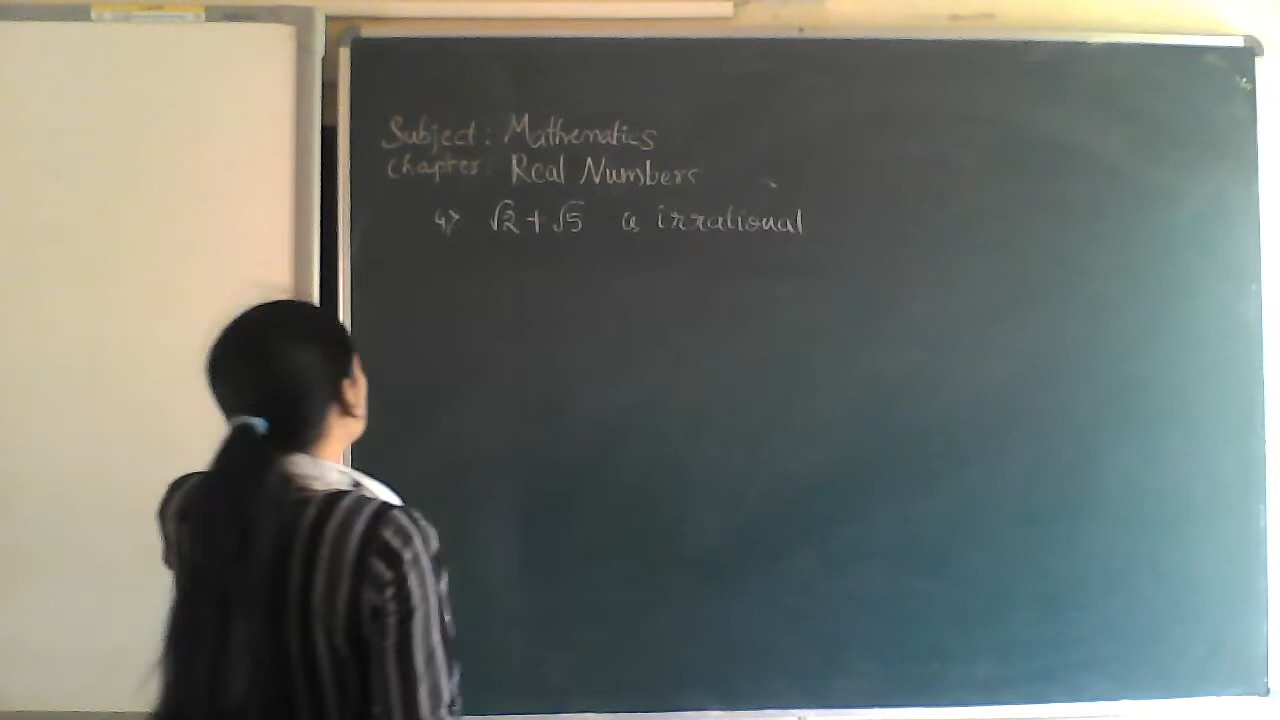 Subject: Mathematics
Chapter: Real Numbers
4) √2 + √5 is irrational